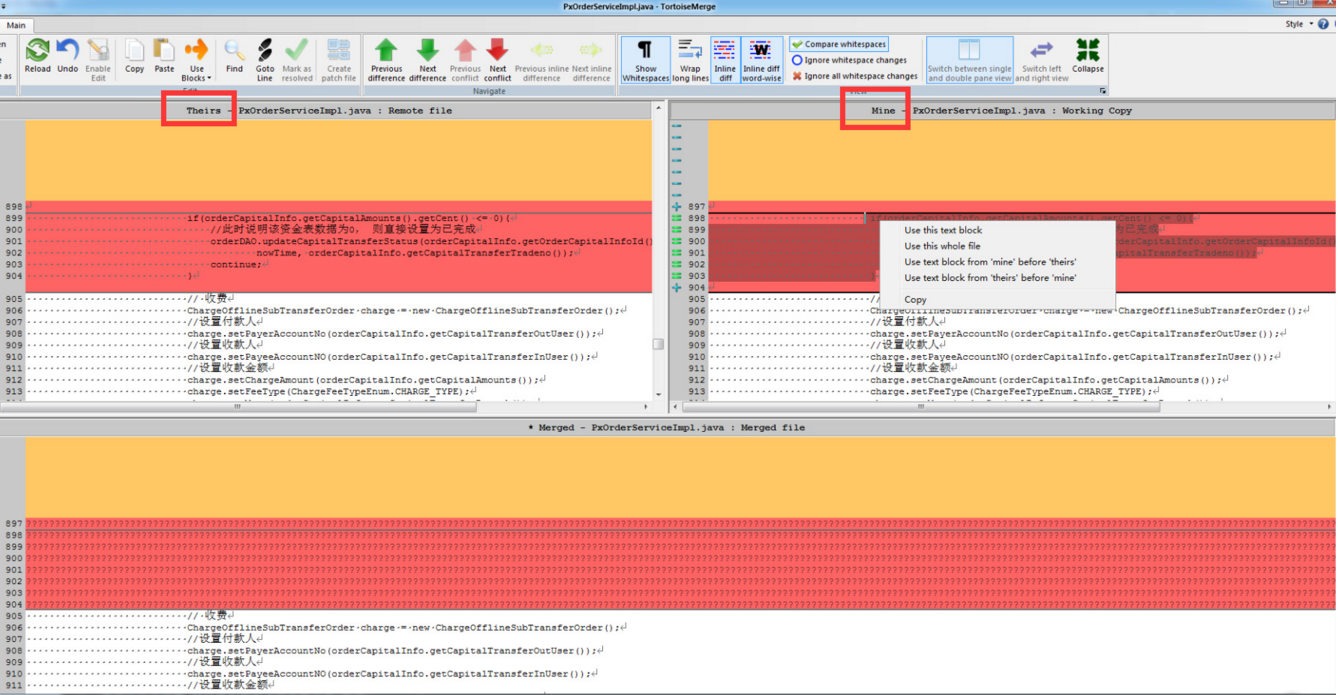 PxOrderServiceImpl.java - TortoiseMerge
Main
Style
Reload Undo Enable Edit Copy Paste Use Blocks Find Goto Line Mark as resolved Create patch file Previous difference Next difference Previous conflict Next conflict Previous inline difference Next inline difference Show Whitespaces Wrap long lines Inline diff Inline diff word-wise Switch between single and double pane view Switch left and right view Collapse
Compare whitespaces
Ignore whitespace changes
Ignore all whitespace changes
Edit
Navigate
View
Theirs - PxOrderServiceImpl.java : Remote file
898
899 if(orderCapitalInfo.getCapitalAmounts().getCent() <= 0){
900 //此时说明该资金表数据为0, 则直接设置为已完成
901 orderDAO.updateCapitalTransferStatus(orderCapitalInfo.getOrderCapitalInfoId()
902 nowTime, orderCapitalInfo.getCapitalTransferTradeno());
903 continue;
904 }
905 // 收费
906 ChargeOfflineSubTransferOrder charge = new ChargeOfflineSubTransferOrder();
907 //设置付款人
908 charge.setPayerAccountNo(orderCapitalInfo.getCapitalTransferOutUser());
909 //设置收款人
910 charge.setPayeeAccountNO(orderCapitalInfo.getCapitalTransferInUser());
911 //设置收款金额
912 charge.setChargeAmount(orderCapitalInfo.getCapitalAmounts());
913 charge.setFeeType(ChargeFeeTypeEnum.CHARGE_TYPE);
Mine - PxOrderServiceImpl.java : Working Copy
897
898 if(orderCapitalInfo.getCapitalAmounts().getCent() <= 0){
899 为已完成
900 derCapitalInfo.getOrderCapitalInfoId()
901 apitalTransferTradeno());
902
903
904
905 //
906 ChargeOfflineSubTransferOrder charge = new ChargeOfflineSubTransferOrder();
907 //设置付款人
908 charge.setPayerAccountNo(orderCapitalInfo.getCapitalTransferOutUser());
909 //设置收款人
910 charge.setPayeeAccountNO(orderCapitalInfo.getCapitalTransferInUser());
911 //设置收款金额
912 charge.setChargeAmount(orderCapitalInfo.getCapitalAmounts());
913 charge.setFeeType(ChargeFeeTypeEnum.CHARGE_TYPE);
Use this text block
Use this whole file
Use text block from 'mine' before 'theirs'
Use text block from 'theirs' before 'mine'
Copy
* Merged - PxOrderServiceImpl.java : Merged file
897
898
899
900
901
902
903
904
905 // 收费
906 ChargeOfflineSubTransferOrder charge = new ChargeOfflineSubTransferOrder();
907 //设置付款人
908 charge.setPayerAccountNo(orderCapitalInfo.getCapitalTransferOutUser());
909 //设置收款人
910 charge.setPayeeAccountNO(orderCapitalInfo.getCapitalTransferInUser());
911 //设置收款金额